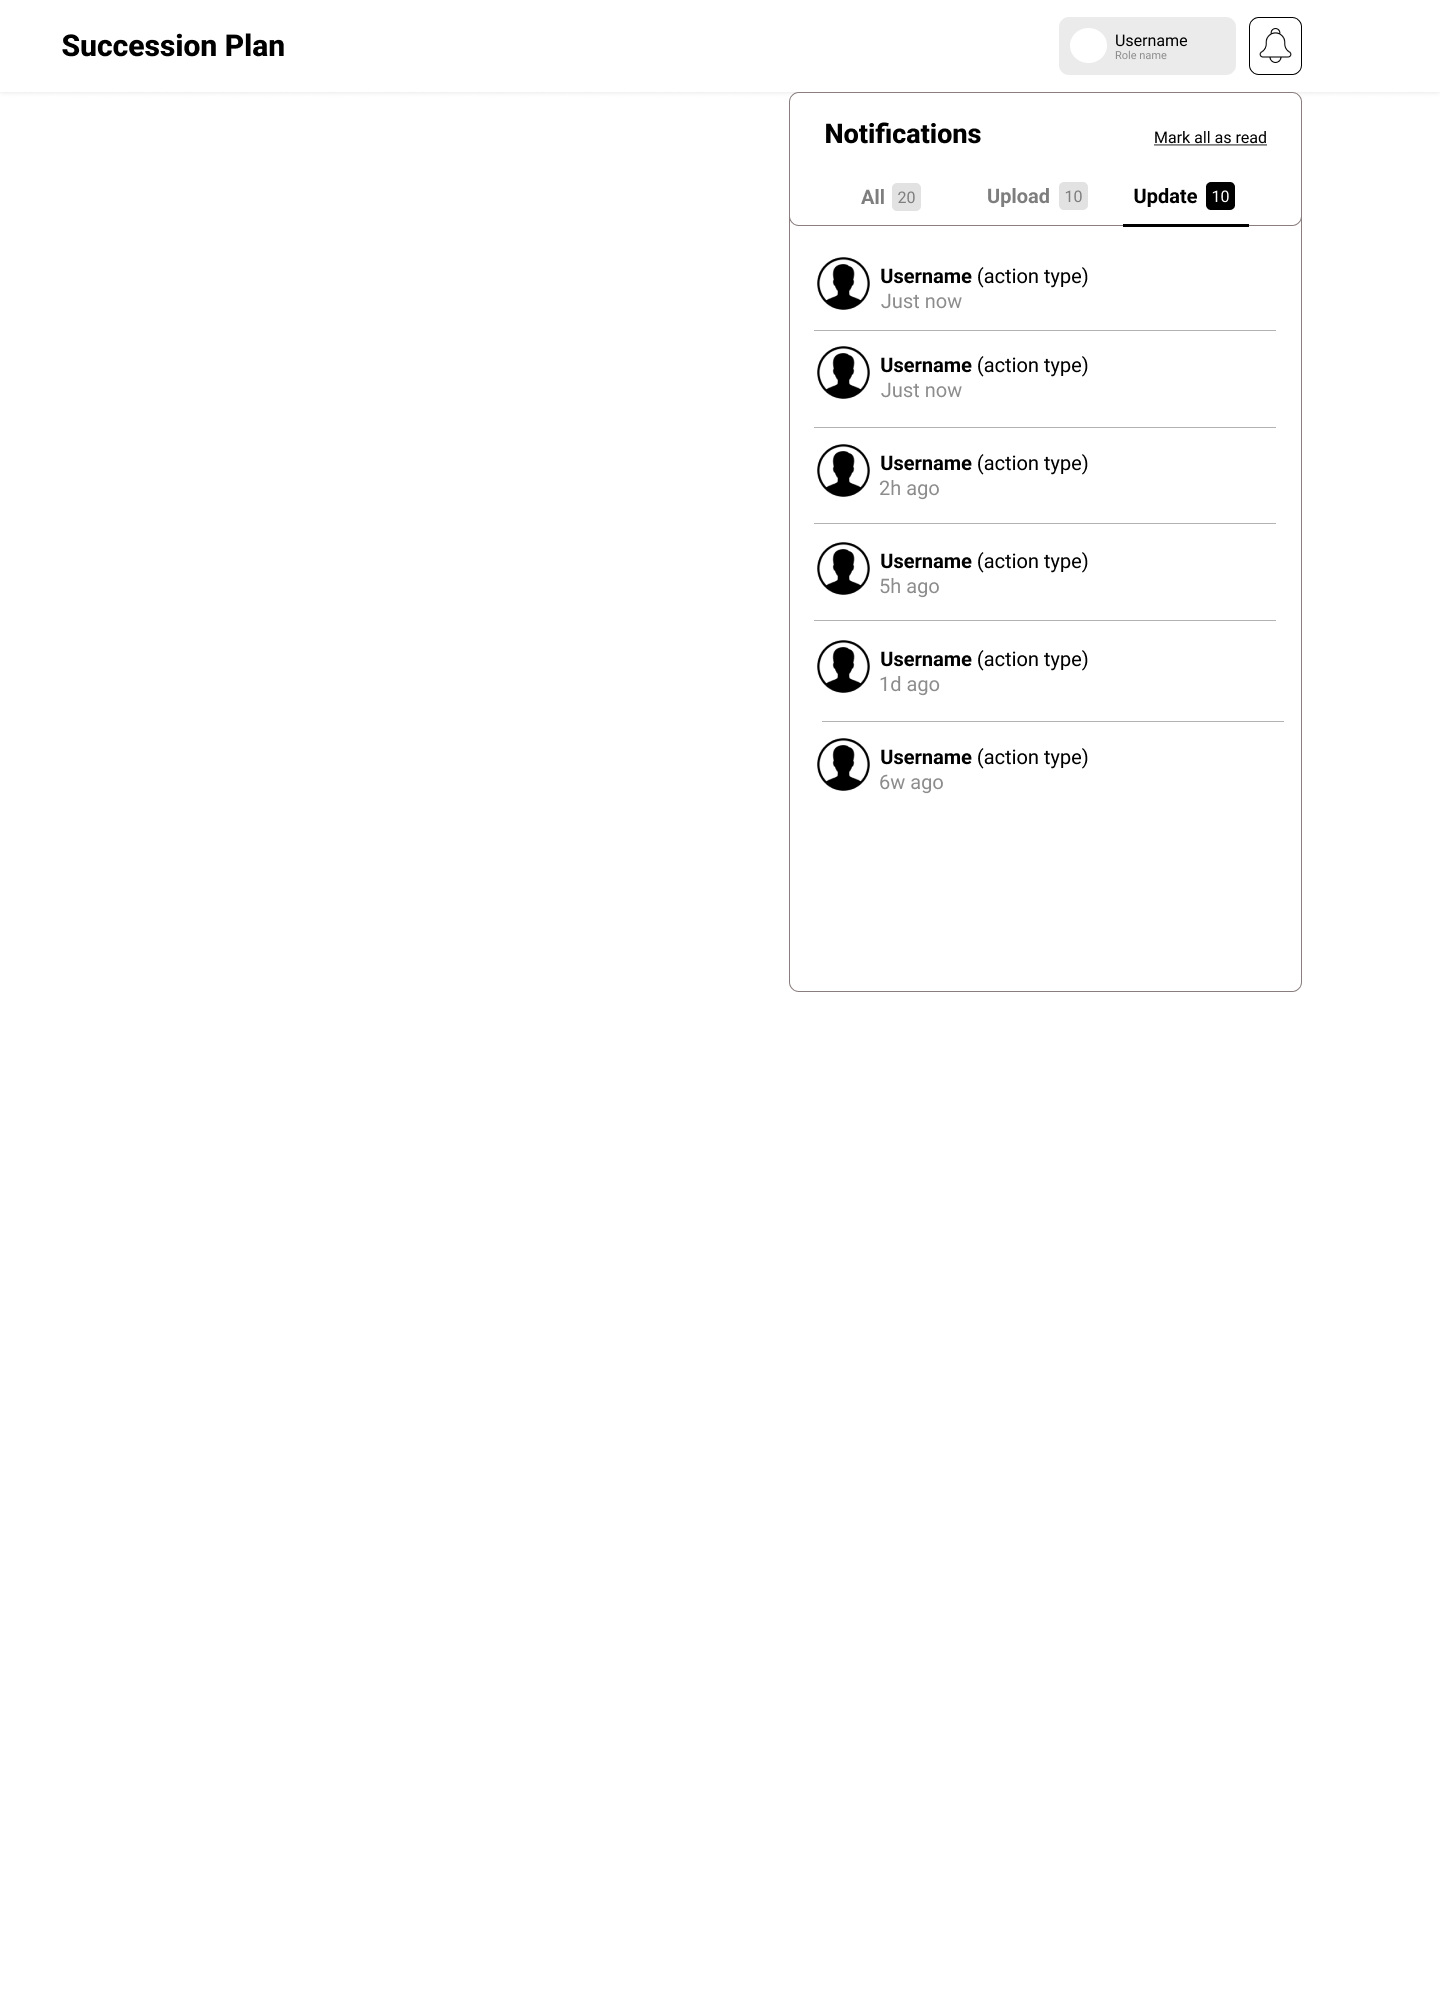 Succession Plan
Username
Role name
Notifications
Mark all as read
All 20
Upload 10
Update 10
Username (action type)
Just now
Username (action type)
Just now
Username (action type)
2h ago
Username (action type)
5h ago
Username (action type)
1d ago
Username (action type)
6w ago